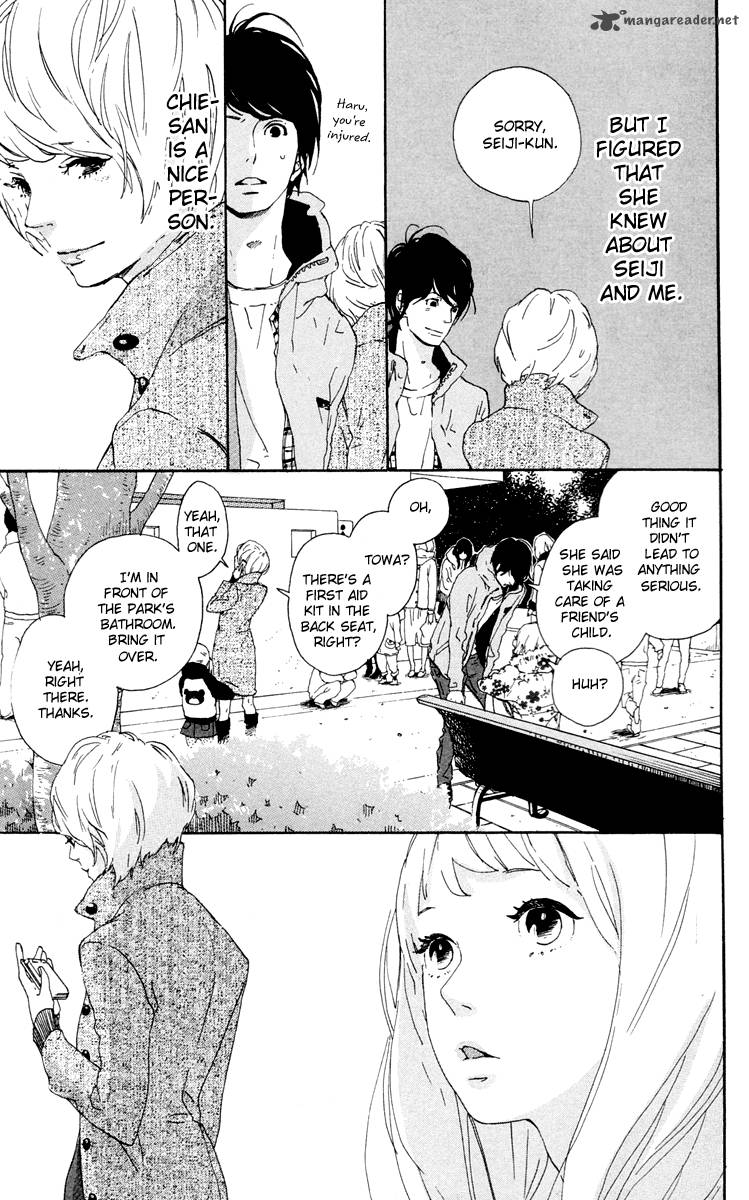 mangareader.net
BUT I
FIGURED
THAT
SHE
KNEW
ABOUT
SEIJI
AND ME.
SORRY,
SEIJI-KUN.
Haru,
you're
injured.
CHIE-
SAN
IS A
NICE
PER-
SON.
GOOD
THING IT
DIDN'T
LEAD TO
ANYTHING
SERIOUS.
SHE SAID
SHE WAS
TAKING
CARE OF A
FRIEND'S
CHILD.
HUH?
OH,
TOWA?
THERE'S A
FIRST AID
KIT IN THE
BACK SEAT,
RIGHT?
YEAH,
THAT
ONE.
I'M IN
FRONT OF
THE PARK'S
BATHROOM.
BRING IT
OVER.
YEAH,
RIGHT
THERE.
THANKS.